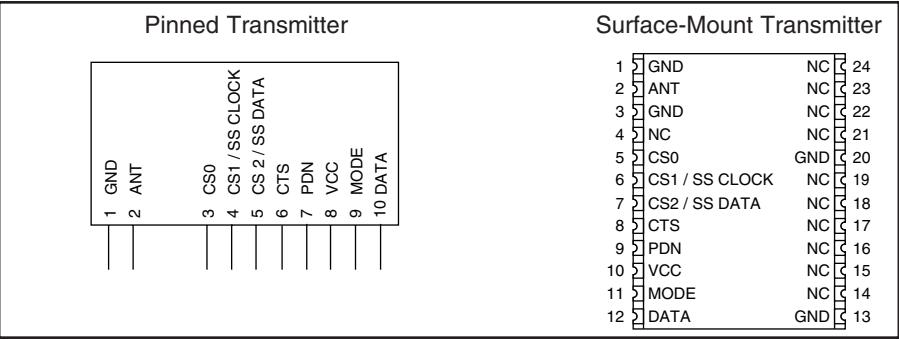 Pinned Transmitter
1 GND
2 ANT
3 CS0
4 CS1 / SS CLOCK
5 CS 2 / SS DATA
6 CTS
7 PDN
8 VCC
9 MODE
10 DATA
Surface-Mount Transmitter
1 GND NC 24
2 ANT NC 23
3 GND NC 22
4 NC NC 21
5 CS0 GND 20
6 CS1 / SS CLOCK NC 19
7 CS2 / SS DATA NC 18
8 CTS NC 17
9 PDN NC 16
10 VCC NC 15
11 MODE NC 14
12 DATA GND 13